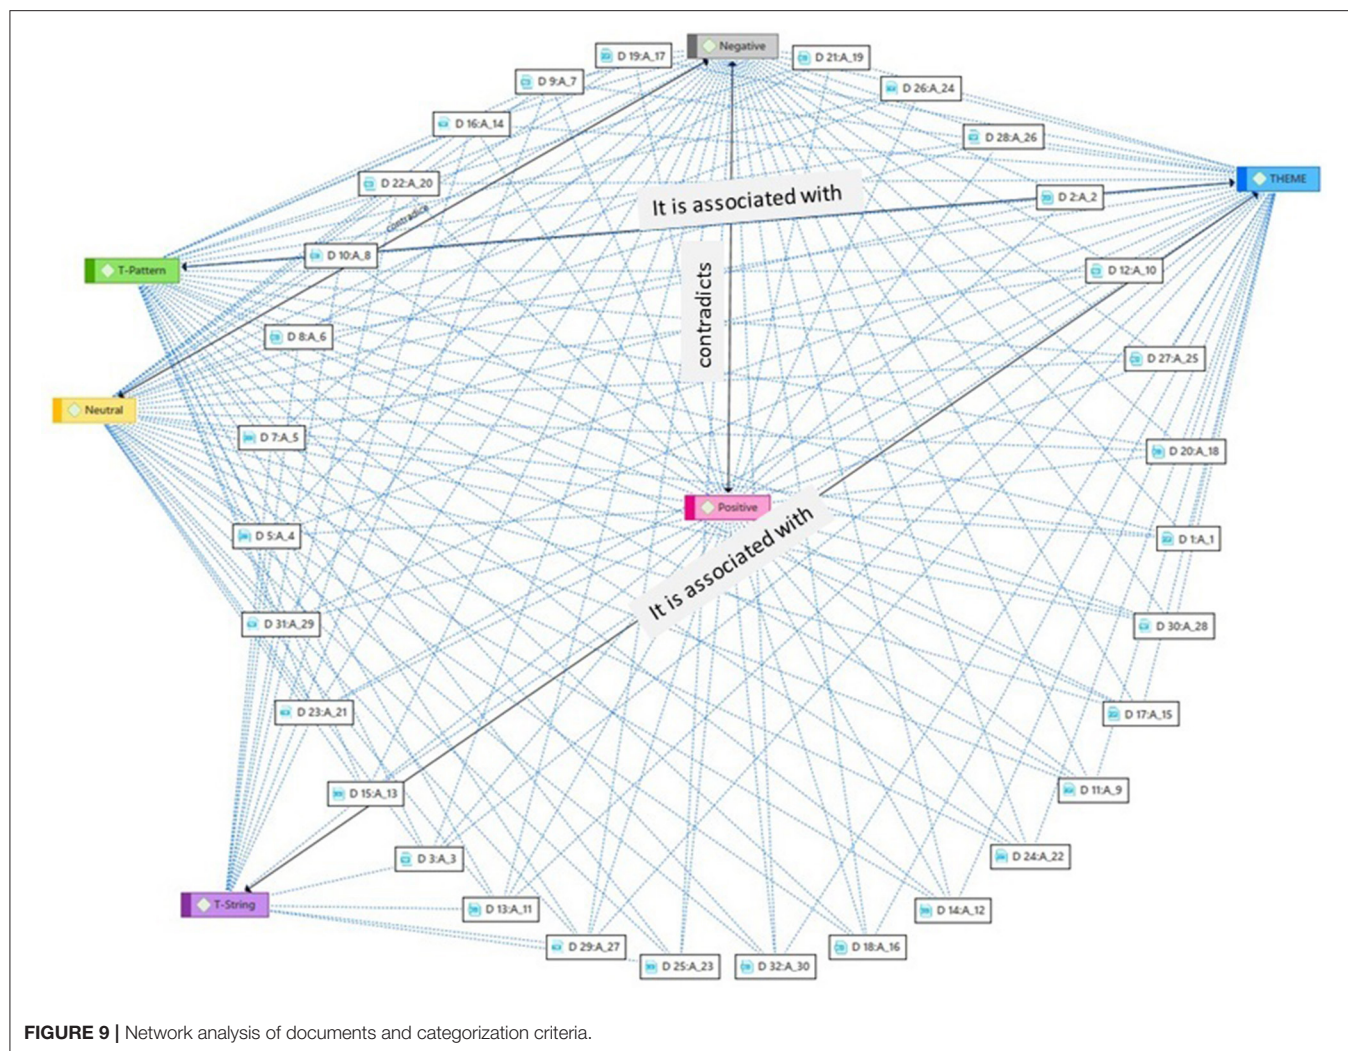 Negative
D 19:A_17
D 21:A_19
D 9:A_7
D 26:A_24
D 16:A_14
D 28:A_26
D 22:A_20
THEME
It is associated with
D 2:A_2
Contradice
D 10:A_8
T-Pattern
D 12:A_10
contradicts
D 8:A_6
D 27:A_25
Neutral
D 7:A_5
D 20:A_18
Positive
D 5:A_4
D 1:A_1
It is associated with
D 31:A_29
D 30:A_28
D 23:A_21
D 17:A_15
D 15:A_13
D 11:A_9
D 3:A_3
D 24:A_22
T-String
D 13:A_11
D 14:A_12
D 29:A_27
D 18:A_16
D 25:A_23
D 32:A_30
FIGURE 9 | Network analysis of documents and categorization criteria.